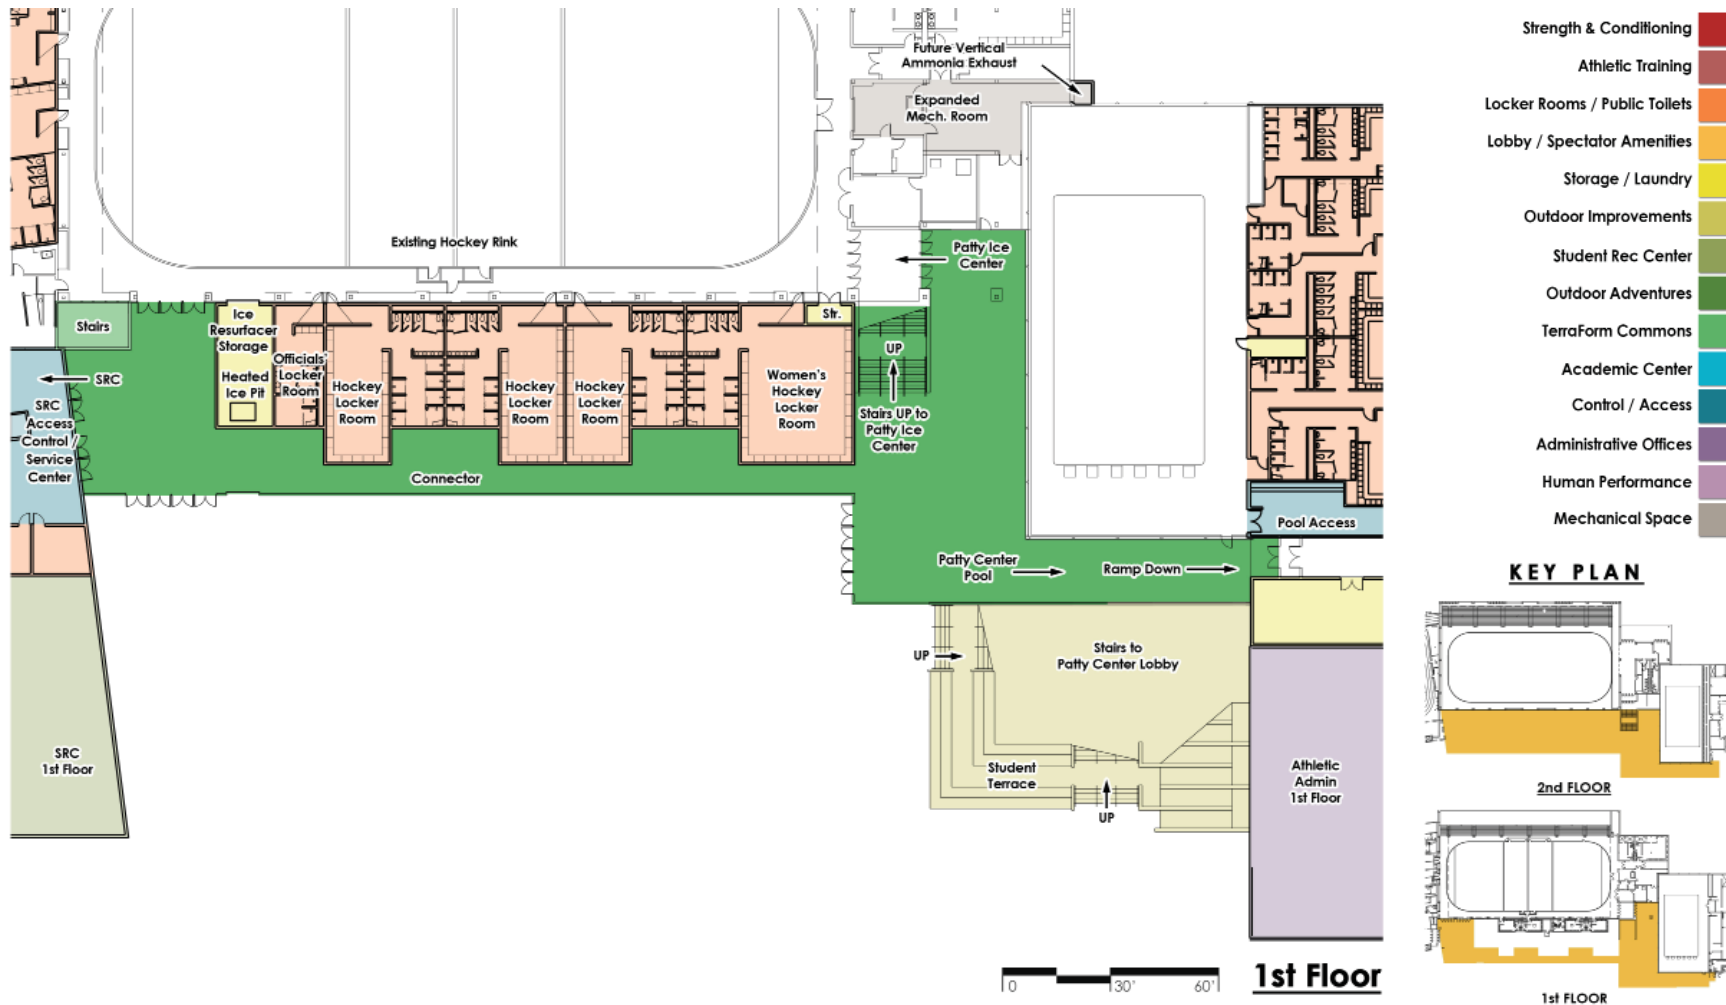 Future Vertical
Ammonia Exhaust
Expanded
Mech. Room
Existing Hockey Rink
Patty Ice
Center
Stairs
Ice
Resurfacer
Storage
Heated
Ice Pit
Officials'
Locker
Room
Hockey
Locker
Room
Hockey
Locker
Room
Hockey
Locker
Room
Women's
Hockey
Locker
Room
Str.
UP
Stairs UP to
Patty Ice
Center
SRC
SRC
Access
Control /
Service
Center
Connector
Pool Access
Patty Center
Pool
Ramp Down
UP
Stairs to
Patty Center Lobby
Student
Terrace
UP
SRC
1st Floor
Athletic
Admin
1st Floor
0 30' 60'
1st Floor
Strength & Conditioning
Athletic Training
Locker Rooms / Public Toilets
Lobby / Spectator Amenities
Storage / Laundry
Outdoor Improvements
Student Rec Center
Outdoor Adventures
TerraForm Commons
Academic Center
Control / Access
Administrative Offices
Human Performance
Mechanical Space
KEY PLAN
2nd FLOOR
1st FLOOR